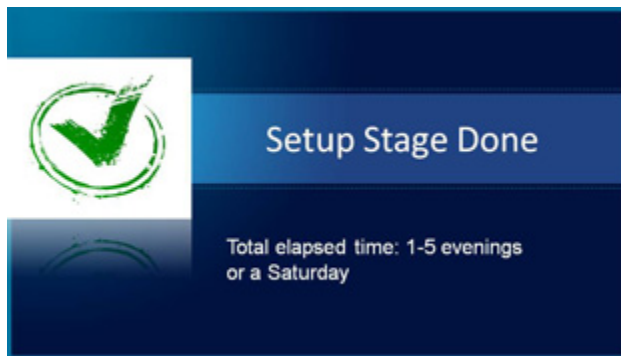 Setup Stage Done
Total elapsed time: 1-5 evenings
or a Saturday